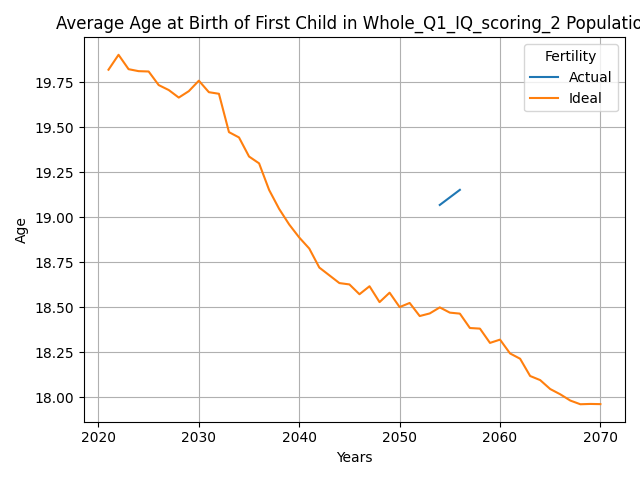 Average Age at Birth of First Child in Whole_Q1_IQ_scoring_2 Populatio
Fertility
Actual
Ideal
19.75
19.50
19.25
19.00
18.75
18.50
18.25
18.00
Age
2020 2030 2040 2050 2060 2070
Years